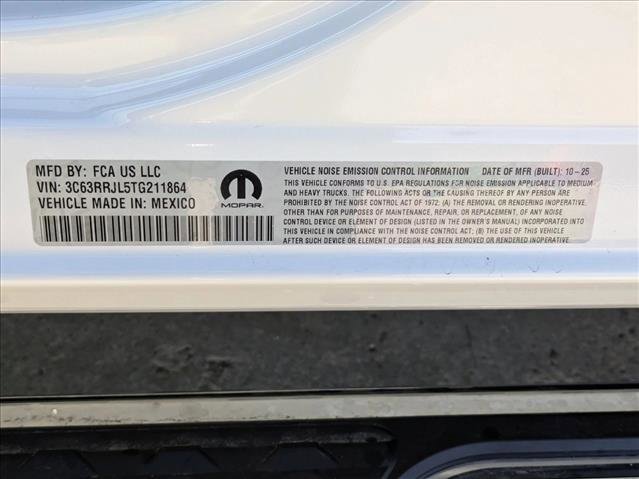 MFD BY: FCA US LLC
VIN: 3C63RRJL5TG211864
VEHICLE MADE IN: MEXICO
MOPAR
VEHICLE NOISE EMISSION CONTROL INFORMATION DATE OF MFR (BUILT): 10-25
THIS VEHICLE CONFORMS TO U.S. EPA REGULATIONS FOR NOISE EMISSION, APPLICABLE TO MEDIUM
AND HEAVY TRUCKS. THE FOLLOWING ACTS OR THE CAUSING THEREOF BY ANY PERSON ARE
PROHIBITED BY THE NOISE CONTROL ACT OF 1972: (A) THE REMOVAL OR RENDERING INOPERATIVE,
OTHER THAN FOR PURPOSES OF MAINTENANCE, REPAIR, OR REPLACEMENT, OF ANY NOISE
CONTROL DEVICE OR ELEMENT OF DESIGN (LISTED IN THE OWNER'S MANUAL) INCORPORATED INTO
THIS VEHICLE IN COMPLIANCE WITH THE NOISE CONTROL ACT; (B) THE USE OF THIS VEHICLE
AFTER SUCH DEVICE OR ELEMENT OF DESIGN HAS BEEN REMOVED OR RENDERED INOPERATIVE.